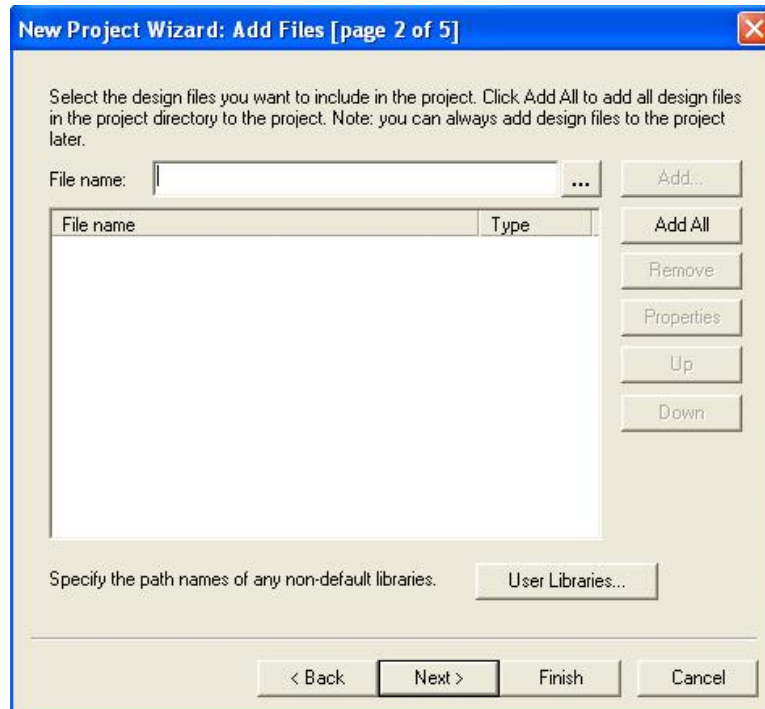 New Project Wizard: Add Files [page 2 of 5]
Select the design files you want to include in the project. Click Add All to add all design files
in the project directory to the project. Note: you can always add design files to the project
later.
File name: ... Add...
File name Type Add All
Remove
Properties
Up
Down
Specify the path names of any non-default libraries. User Libraries...
< Back Next > Finish Cancel